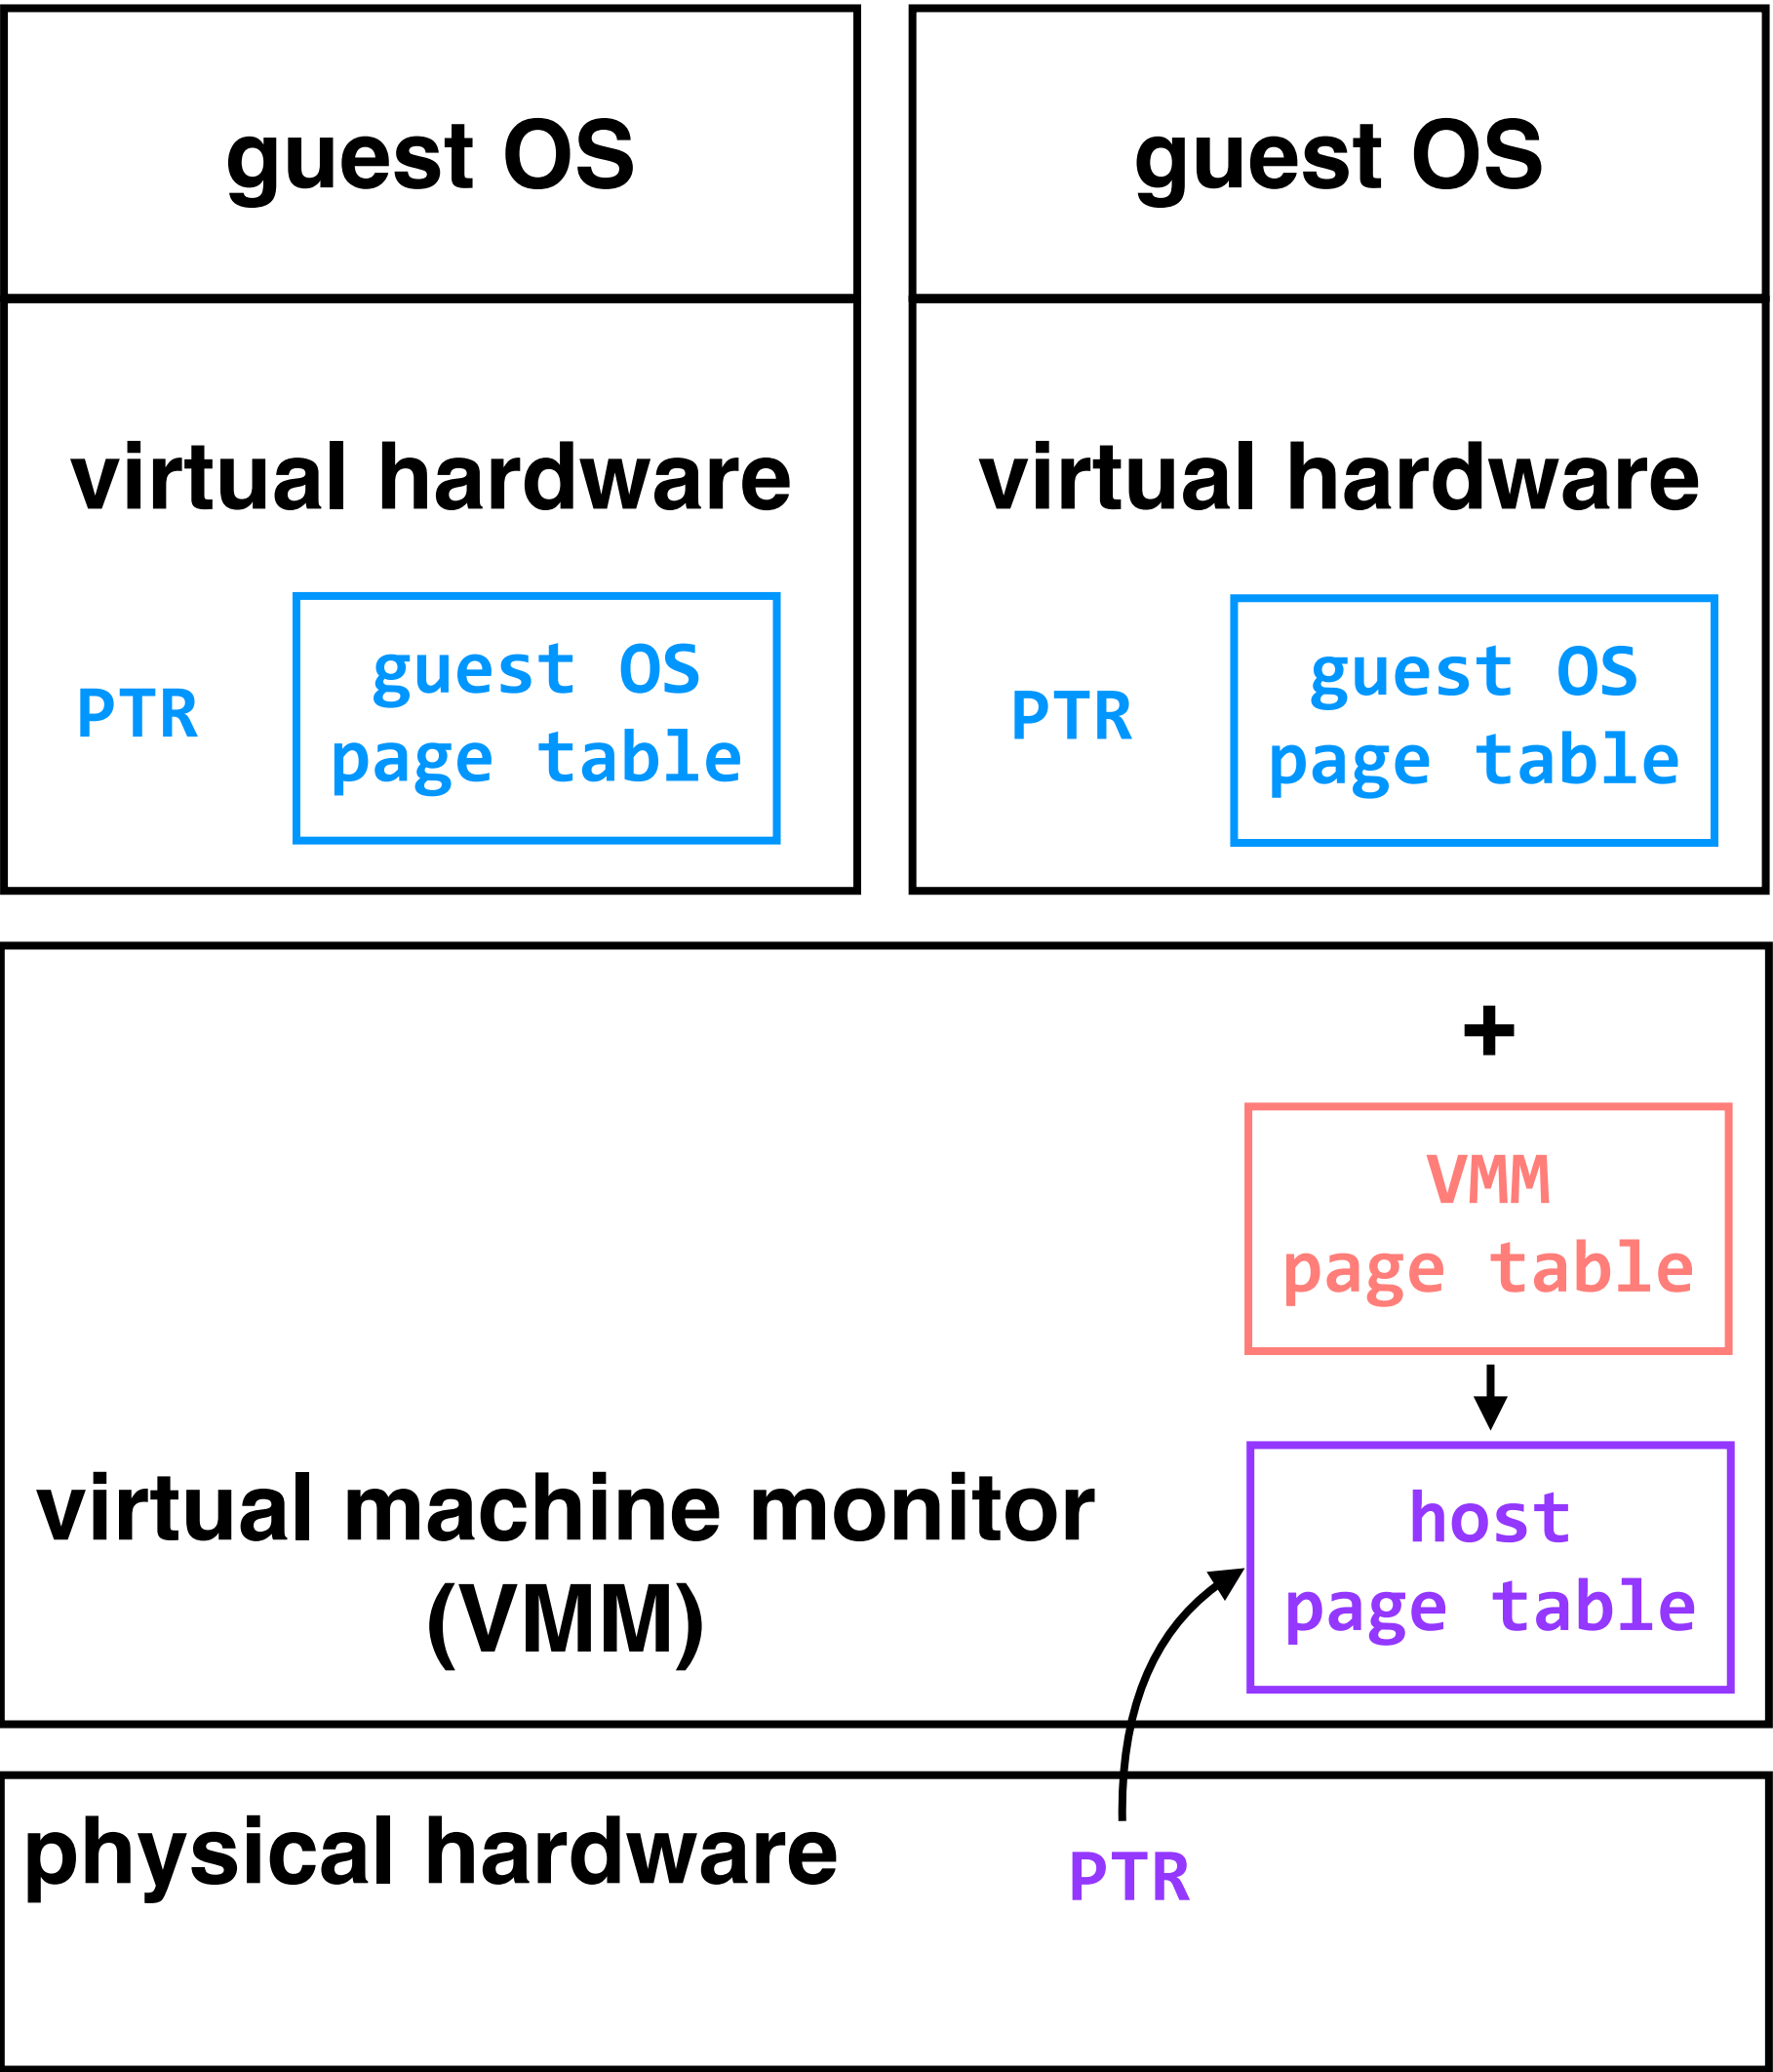 guest OS
guest OS
virtual hardware
virtual hardware
PTR
guest OS
page table
PTR
guest OS
page table
+
VMM
page table
virtual machine monitor
(VMM)
host
page table
physical hardware
PTR